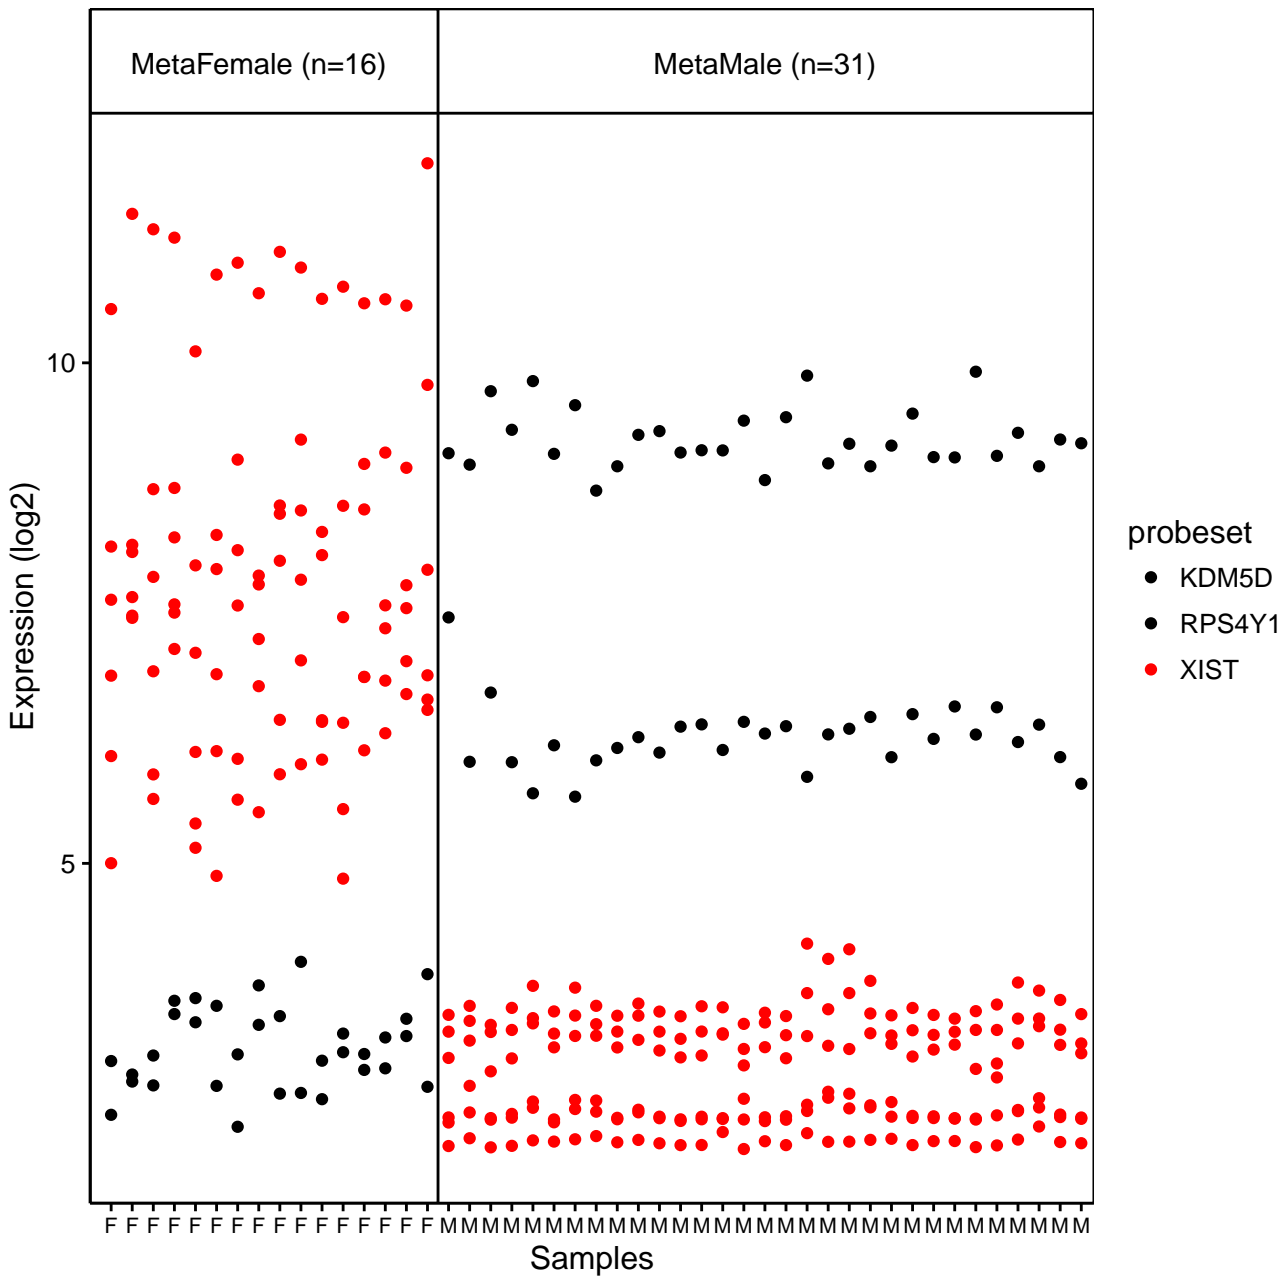 MetaFemale (n=16) MetaMale (n=31)
Expression (log2)
10
5
F F F F F F F F F F F F F F F F M M M M M M M M M M M M M M M M M M M M M M M M M M M M M M M
Samples
probeset
KDM5D
RPS4Y1
XIST